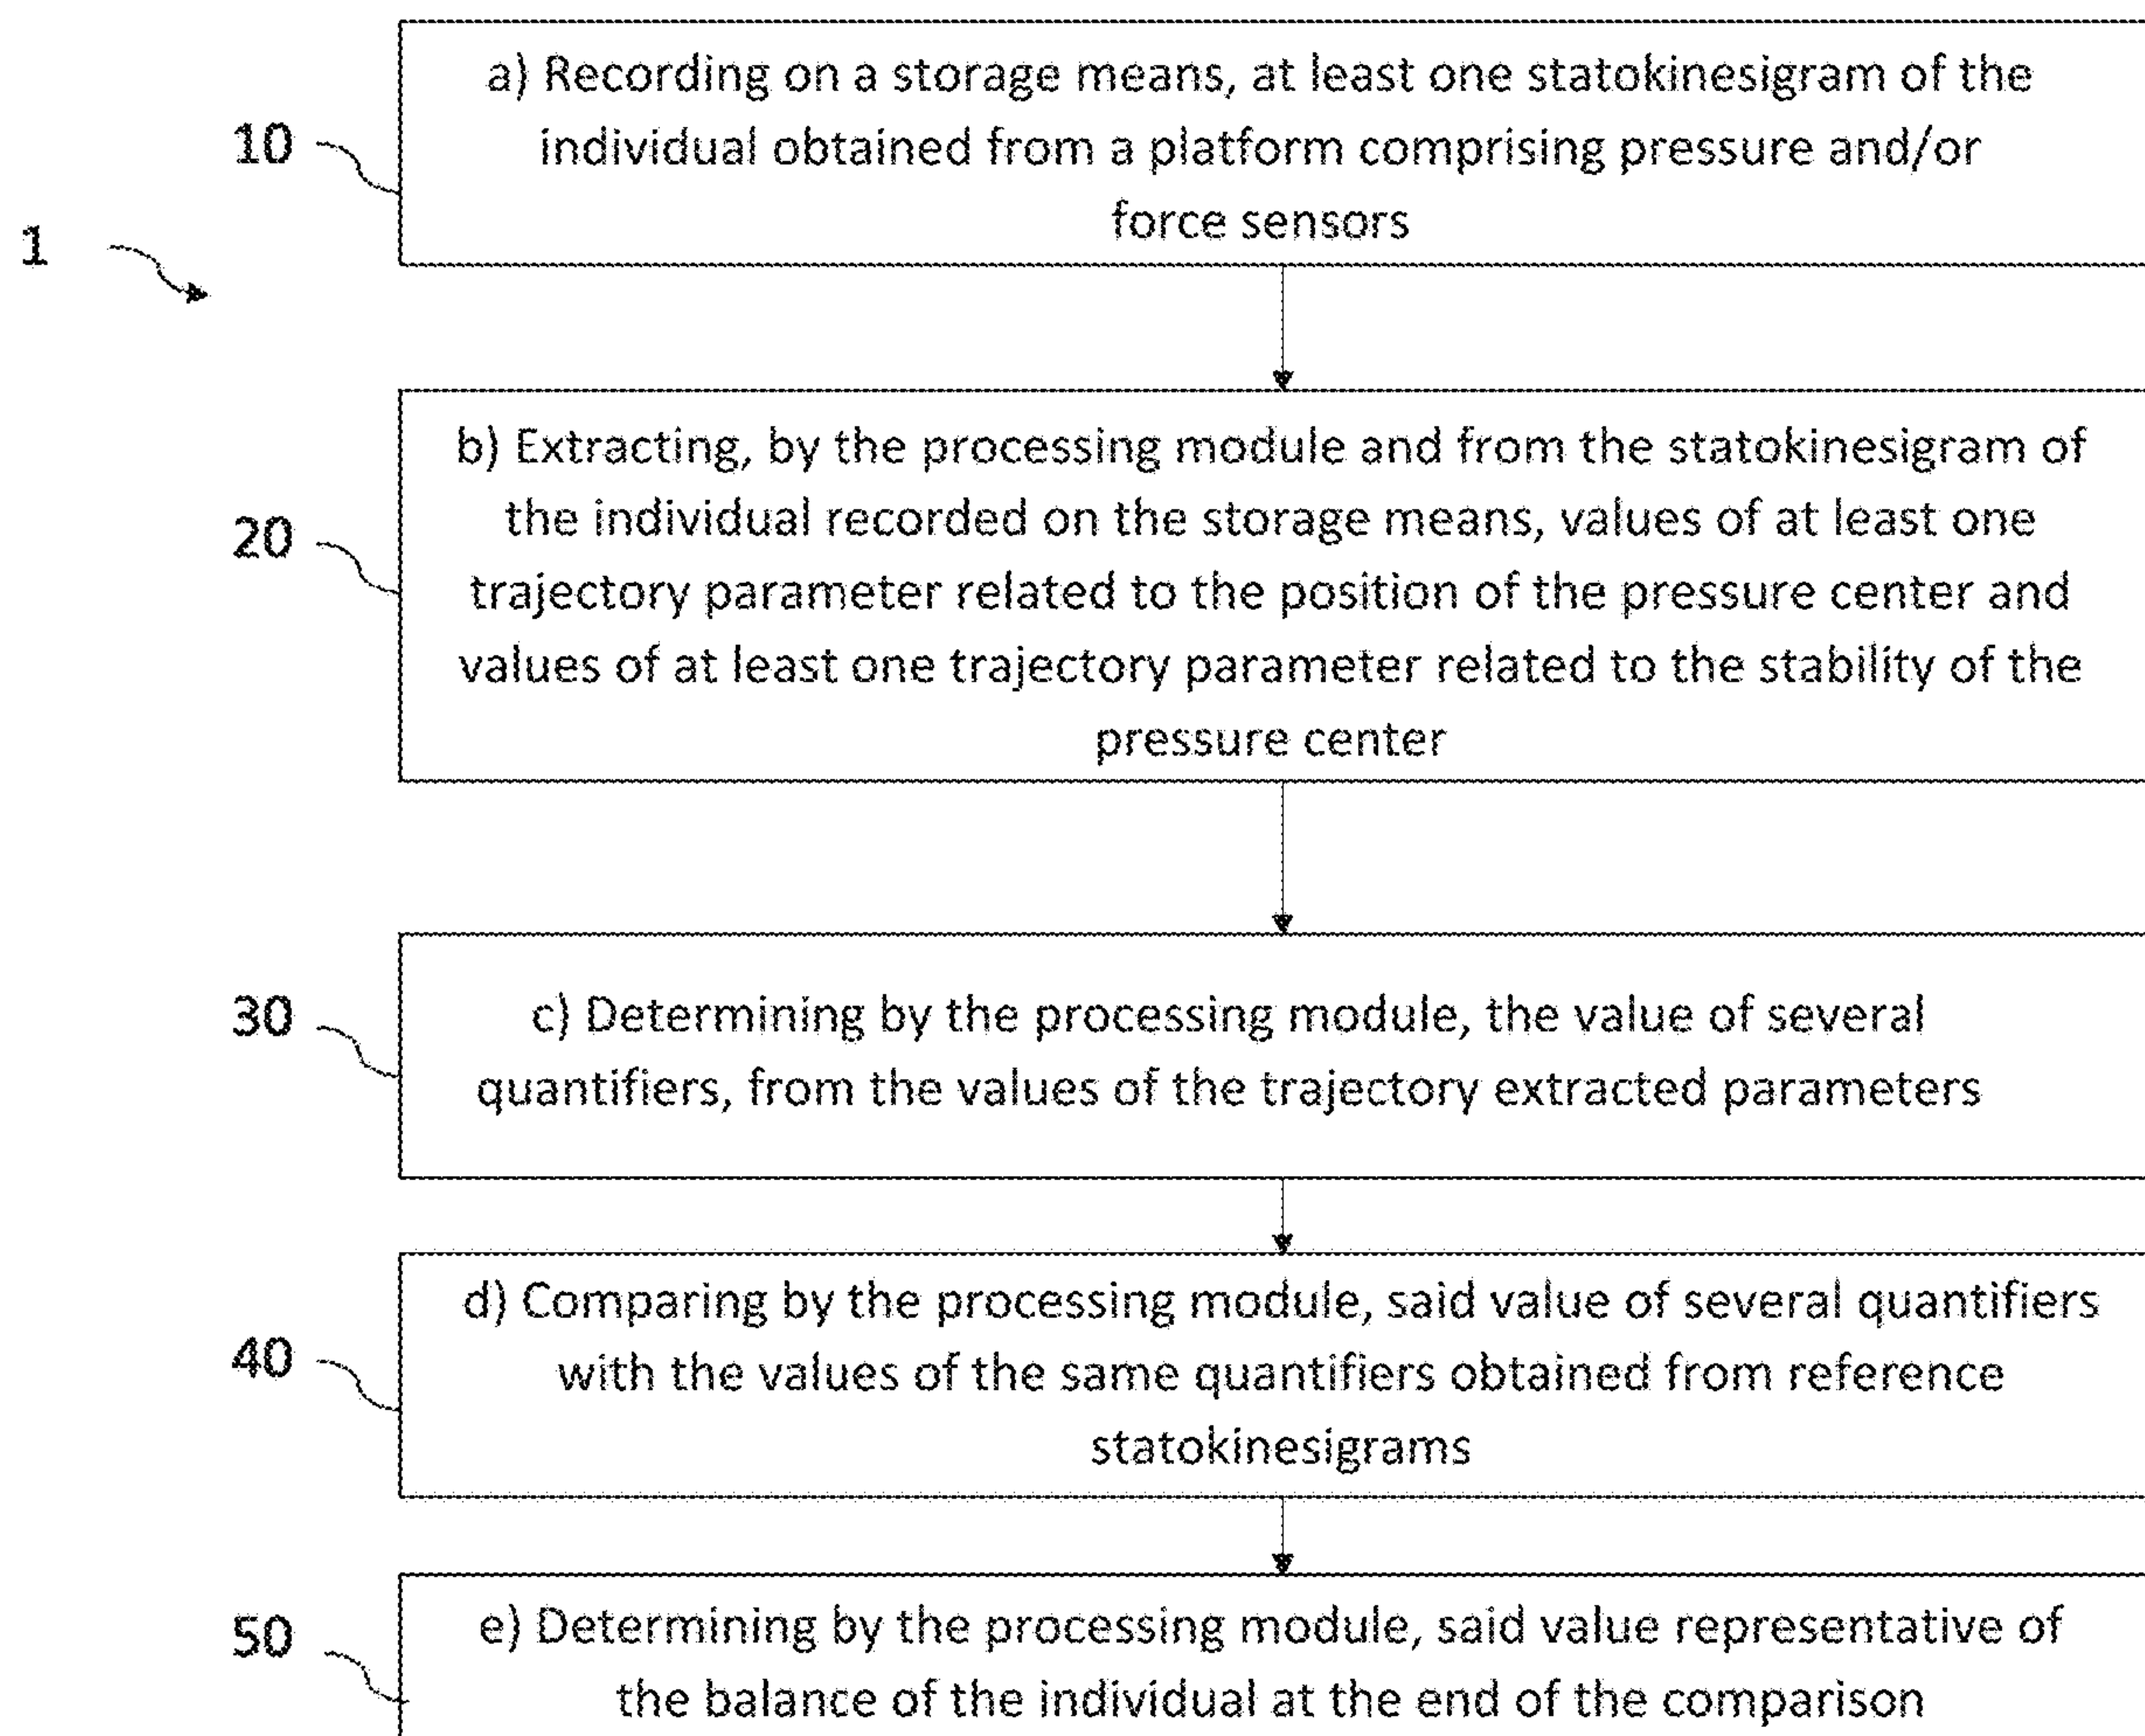 a) Recording on a storage means, at least one statokinesigram of the
10
individual obtained from a platform comprising pressure and/or
force sensors
1
b) Extracting, by the processing module and from the statokinesigram of
20
the individual recorded on the storage means, values of at least one
trajectory parameter related to the position of the pressure center and
values of at least one trajectory parameter related to the stability of the
pressure center
30
c) Determining by the processing module, the value of several
quantifiers, from the values of the trajectory extracted parameters
d) Comparing by the processing module, said value of several quantifiers
40
with the values of the same quantifiers obtained from reference
statokinesigrams
50
e) Determining by the processing module, said value representative of
the balance of the individual at the end of the comparison